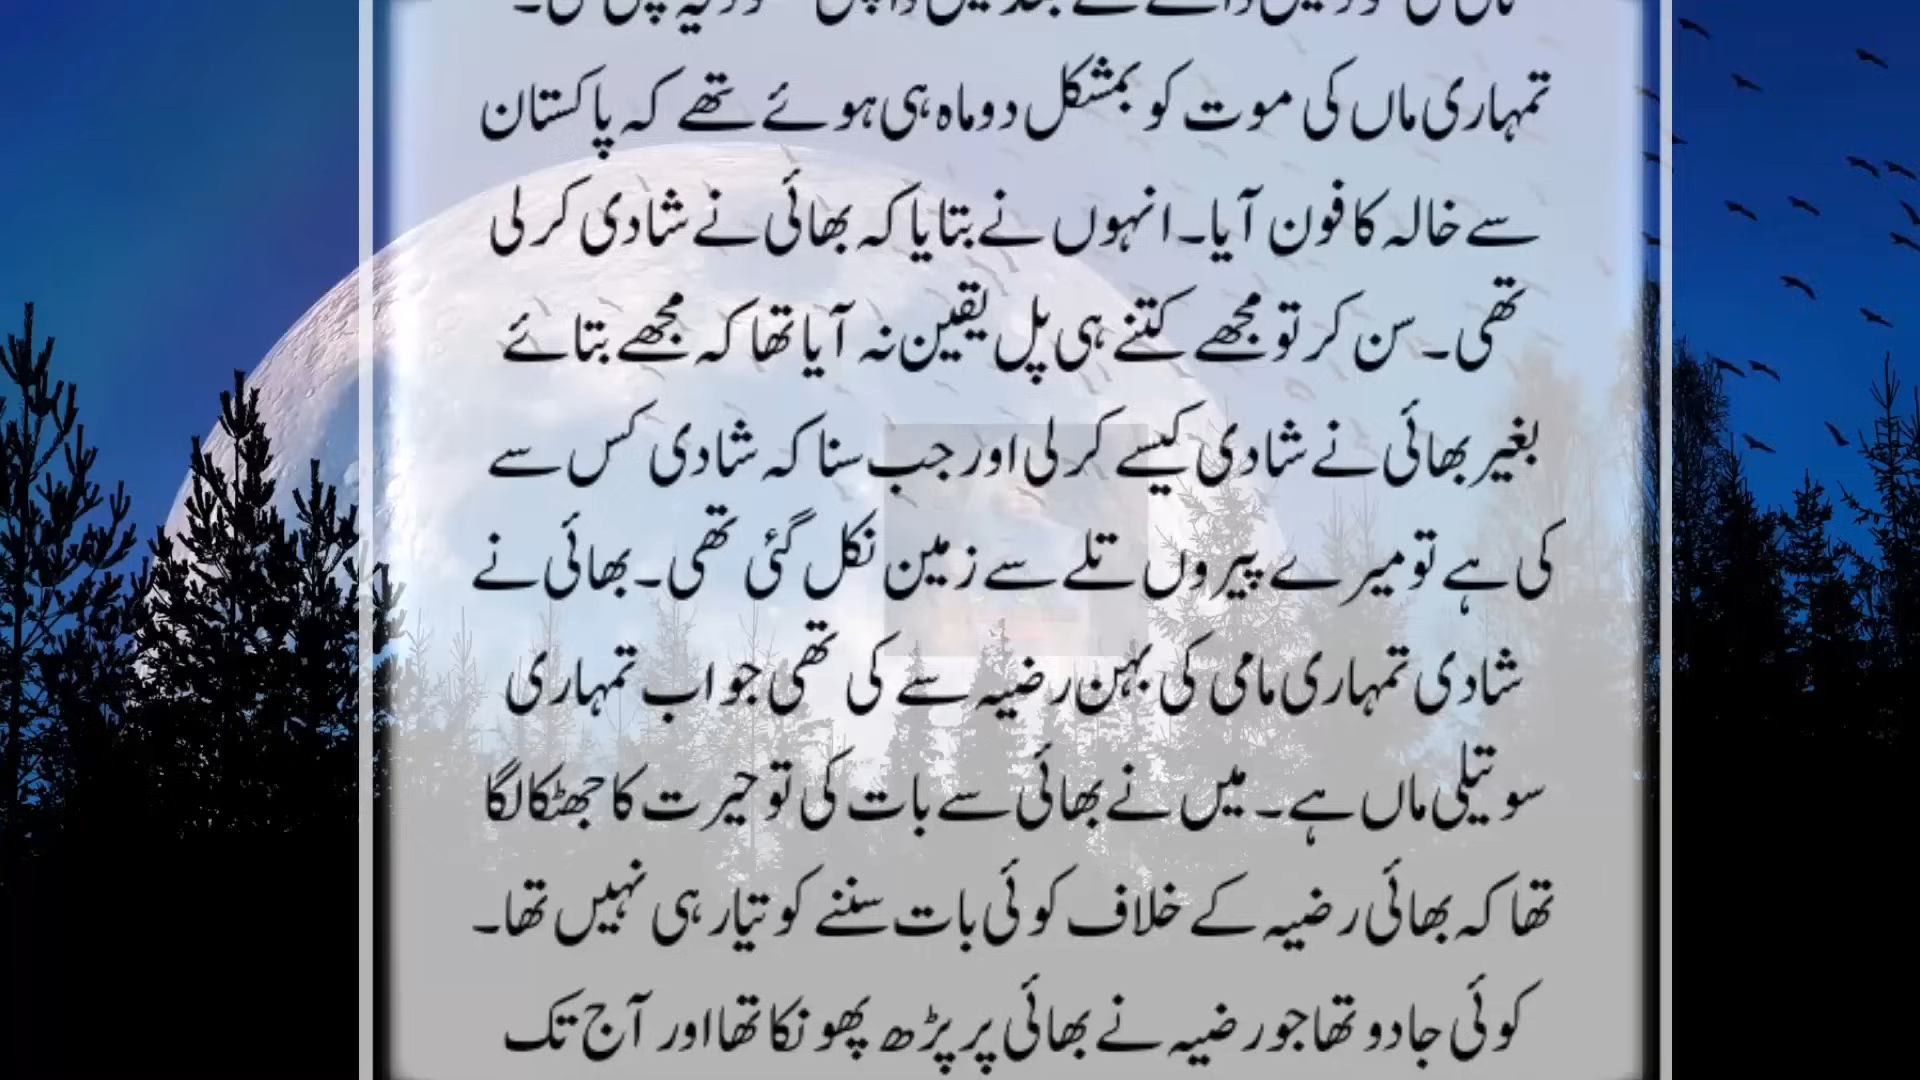 تمہاری ماں کی موت کو بمشکل دو ماہ ہی ہوئے تھے کہ پاکستان
سے خالہ کا فون آیا۔ انہوں نے بتایا کہ بھائی نے شادی کر لی
تھی۔ سن کر تو مجھے کتنے ہی پل یقین نہ آیا تھا کہ مجھے بتائے
بغیر بھائی نے شادی کیسے کر لی اور جب سنا کہ شادی کس سے
کی ہے تو میرے پیروں تلے سے زمین نکل گئی تھی۔ بھائی نے
شادی تمہاری مامی کی بہن رضیہ سے کی تھی جو اب تمہاری
سوتیلی ماں ہے۔ میں نے بھائی سے بات کی تو حیرت کا جھٹکا لگا
تھا کہ بھائی رضیہ کے خلاف کوئی بات سننے کو تیار ہی نہیں تھا۔
کوئی جادو تھا جو رضیہ نے بھائی پر پڑھ پھونکا تھا اور آج تک